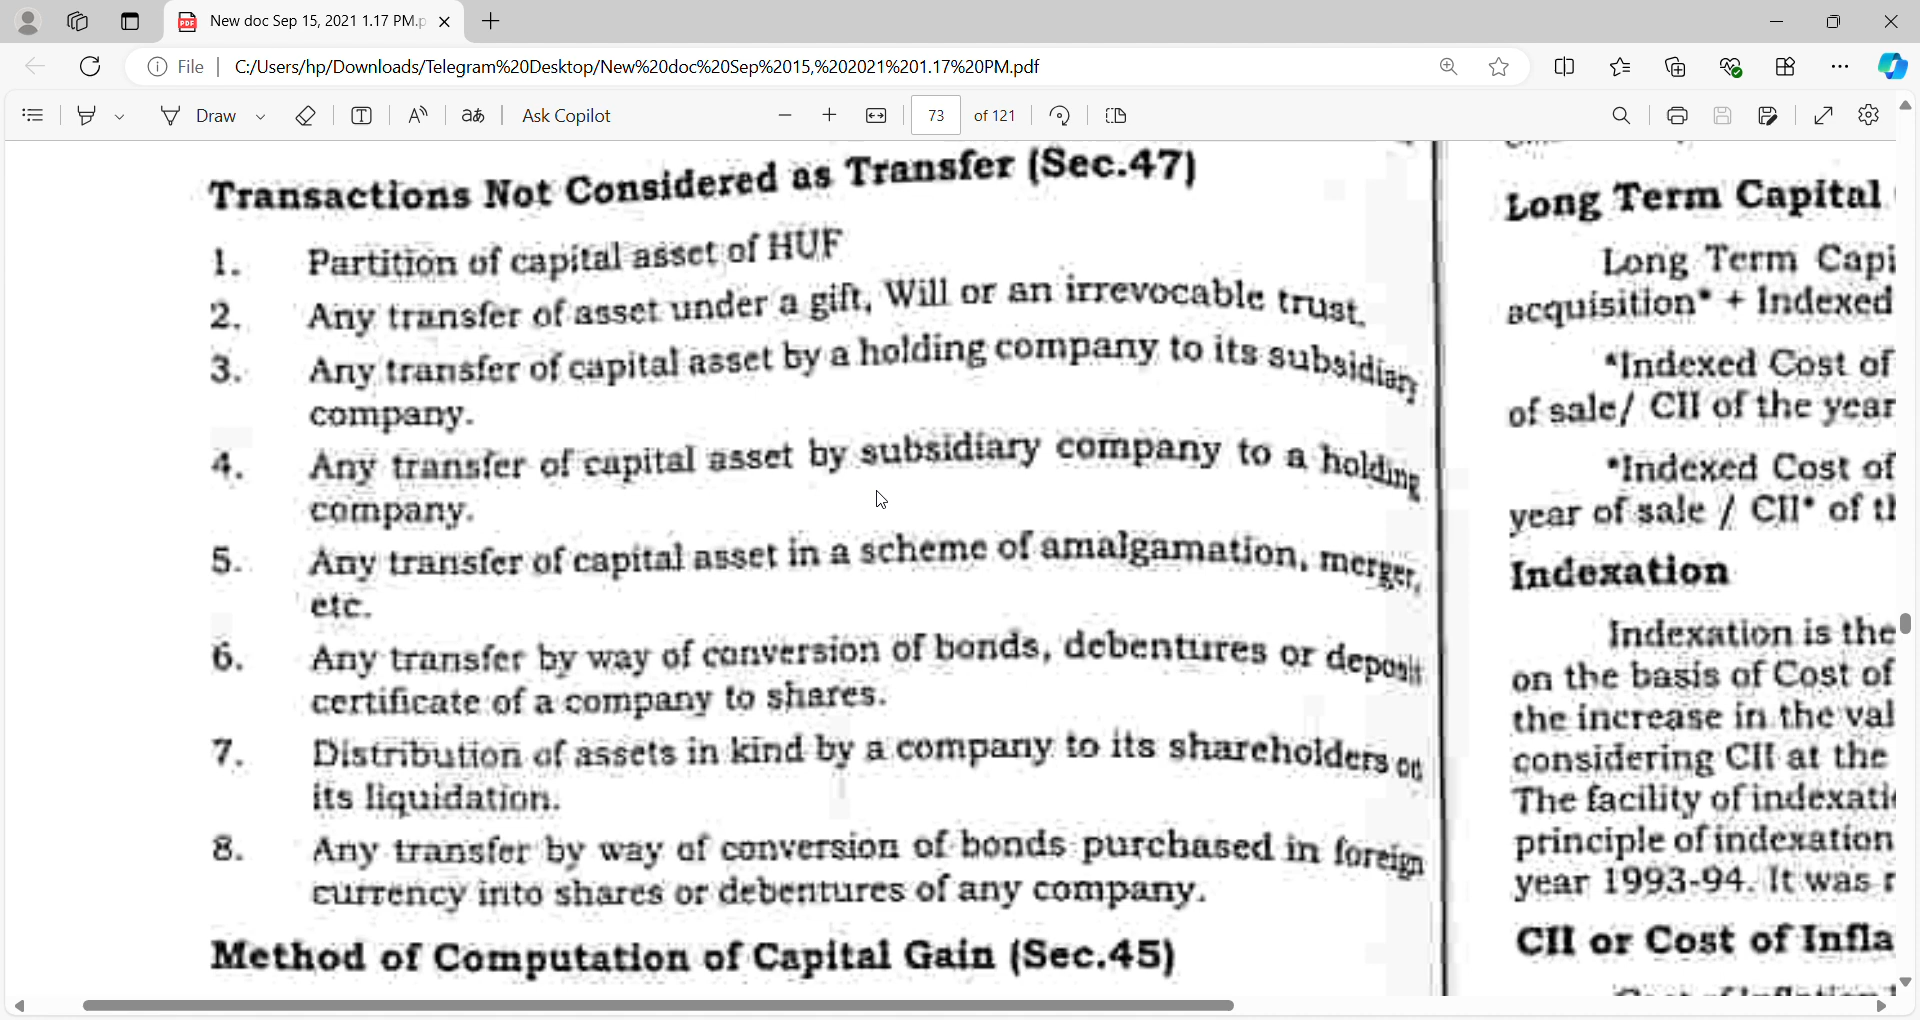 New doc Sep 15, 2021 1.17 PM.p
File
C:/Users/hp/Downloads/Telegram%20Desktop/New%20doc%20Sep%2015,%202021%201.17%20PM.pdf
Draw
Ask Copilot
73 of 121
Transactions Not Considered as Transfer (Sec.47)
1. Partition of capital asset of HUF
2. Any transfer of asset under a gift, Will or an irrevocable trust.
3. Any transfer of capital asset by a holding company to its subsidiary
company.
4. Any transfer of capital asset by subsidiary company to a holding
company.
5. Any transfer of capital asset in a scheme of amalgamation, merger,
etc.
6. Any transfer by way of conversion of bonds, debentures or deposit
certificate of a company to shares.
7. Distribution of assets in kind by a company to its shareholders on
its liquidation.
8. Any transfer by way of conversion of bonds purchased in foreign
currency into shares or debentures of any company.
Method of Computation of Capital Gain (Sec.45)
Long Term Capital
Long Term Capi
acquisition* + Indexed
*Indexed Cost of
of sale/ CII of the year
*Indexed Cost of
year of sale / CII* of tl
Indexation
Indexation is the
on the basis of Cost of
the increase in the val
considering CII at the
The facility of indexati
principle of indexation
year 1993-94. It was r
CII or Cost of Infla